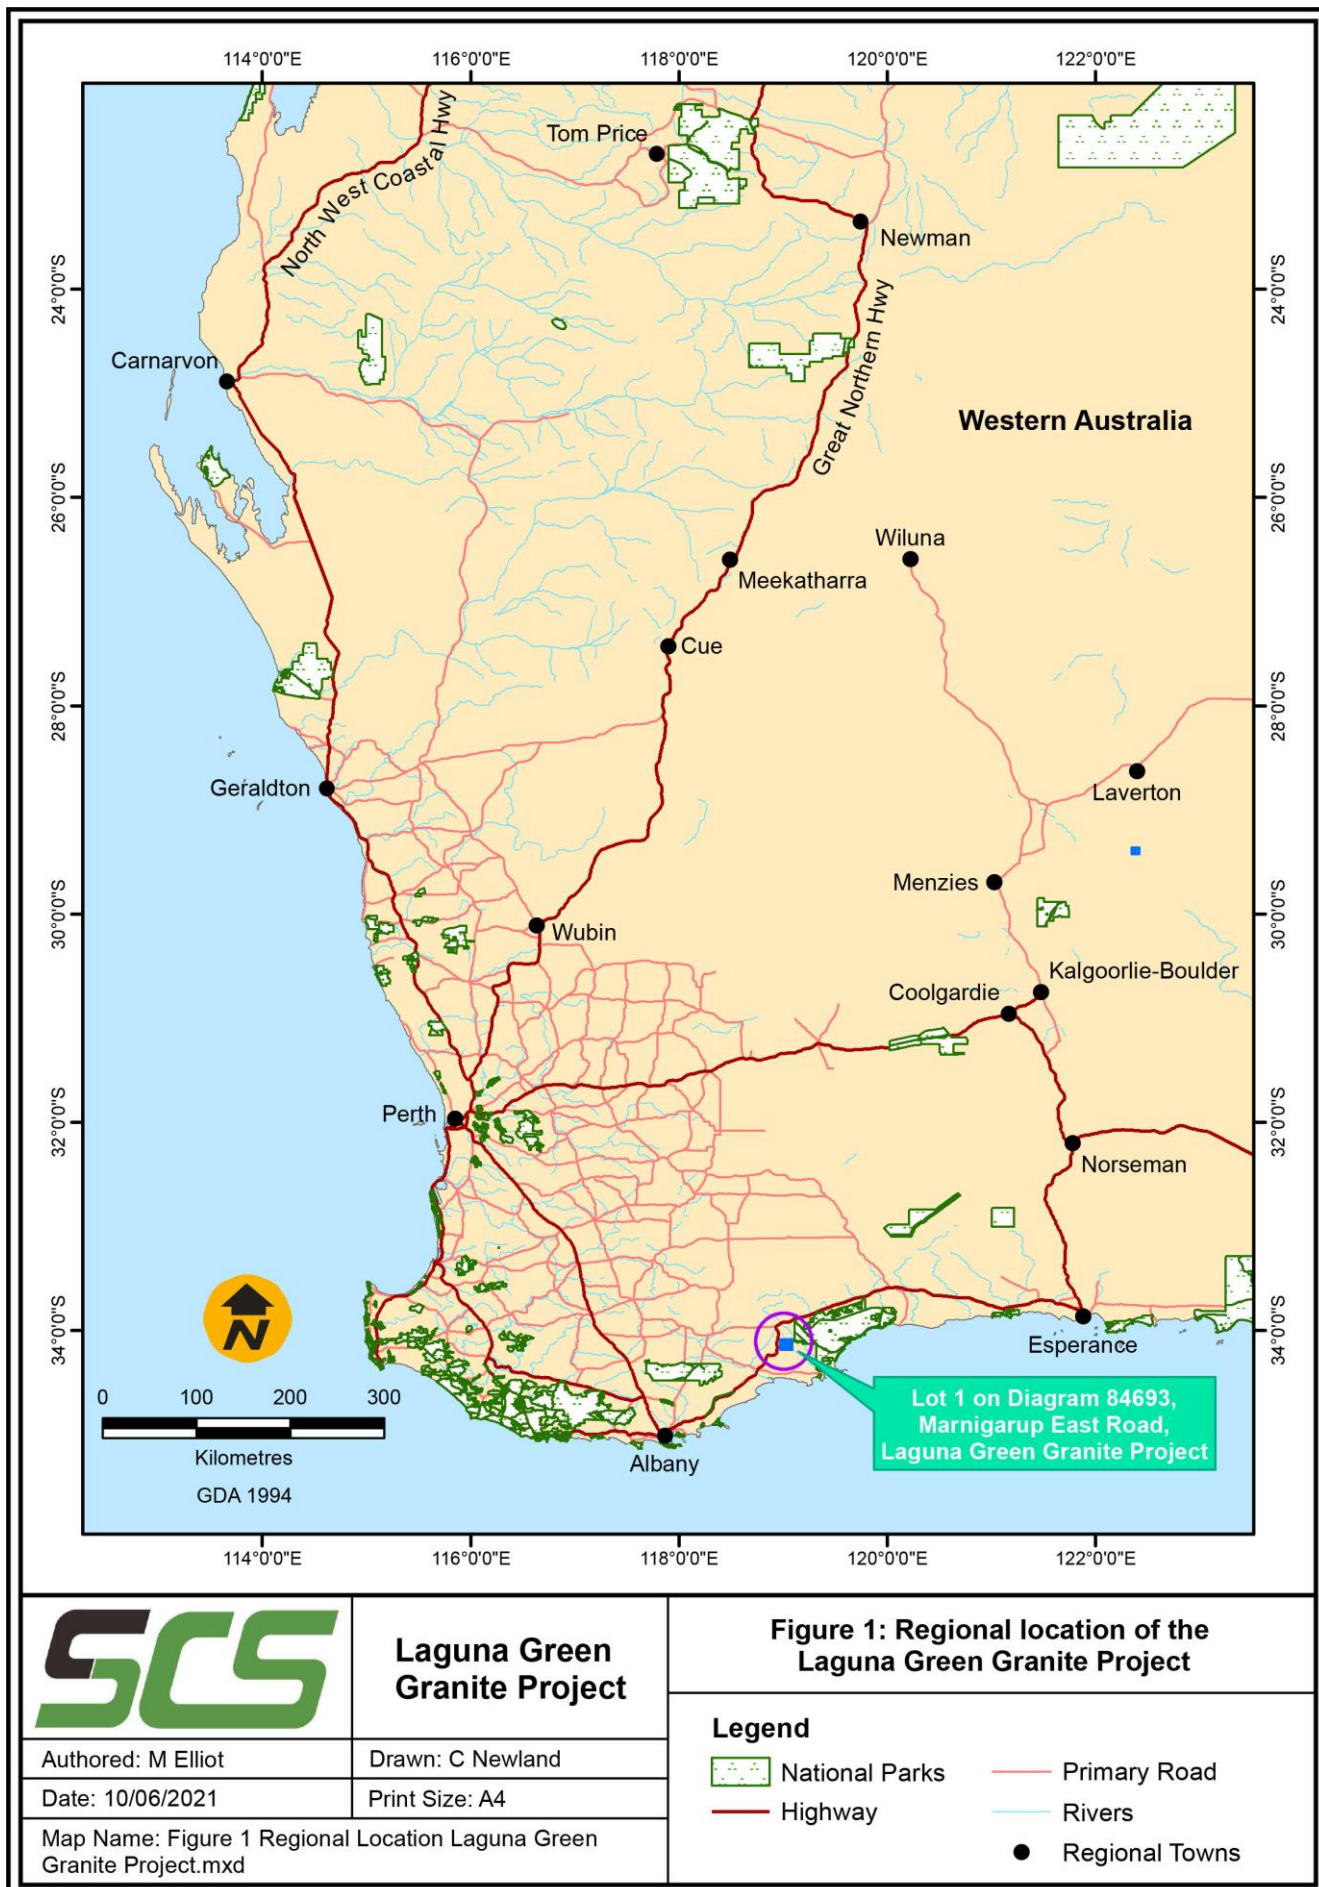 114°0'0"E
116°0'0"E
118°0'0"E
120°0'0"E
122°0'0"E
North West Coastal Hwy
Tom Price
Newman
24°0'0"S
24°0'0"S
Great Northern Hwy
Carnarvon
Western Australia
26°0'0"S
26°0'0"S
Wiluna
Meekatharra
Cue
28°0'0"S
28°0'0"S
Geraldton
Laverton
Menzies
30°0'0"S
30°0'0"S
Wubin
Kalgoorlie-Boulder
Coolgardie
Perth
32°0'0"S
32°0'0"S
Norseman
N
34°0'0"S
34°0'0"S
Esperance
0 100 200 300
Kilometres
GDA 1994
Lot 1 on Diagram 84693,
Marnigarup East Road,
Laguna Green Granite Project
Albany
114°0'0"E
116°0'0"E
118°0'0"E
120°0'0"E
122°0'0"E
SCS
Laguna Green
Granite Project
Authored: M Elliot
Drawn: C Newland
Date: 10/06/2021
Print Size: A4
Map Name: Figure 1 Regional Location Laguna Green
Granite Project.mxd
Figure 1: Regional location of the
Laguna Green Granite Project
Legend
National Parks
Highway
Primary Road
Rivers
Regional Towns